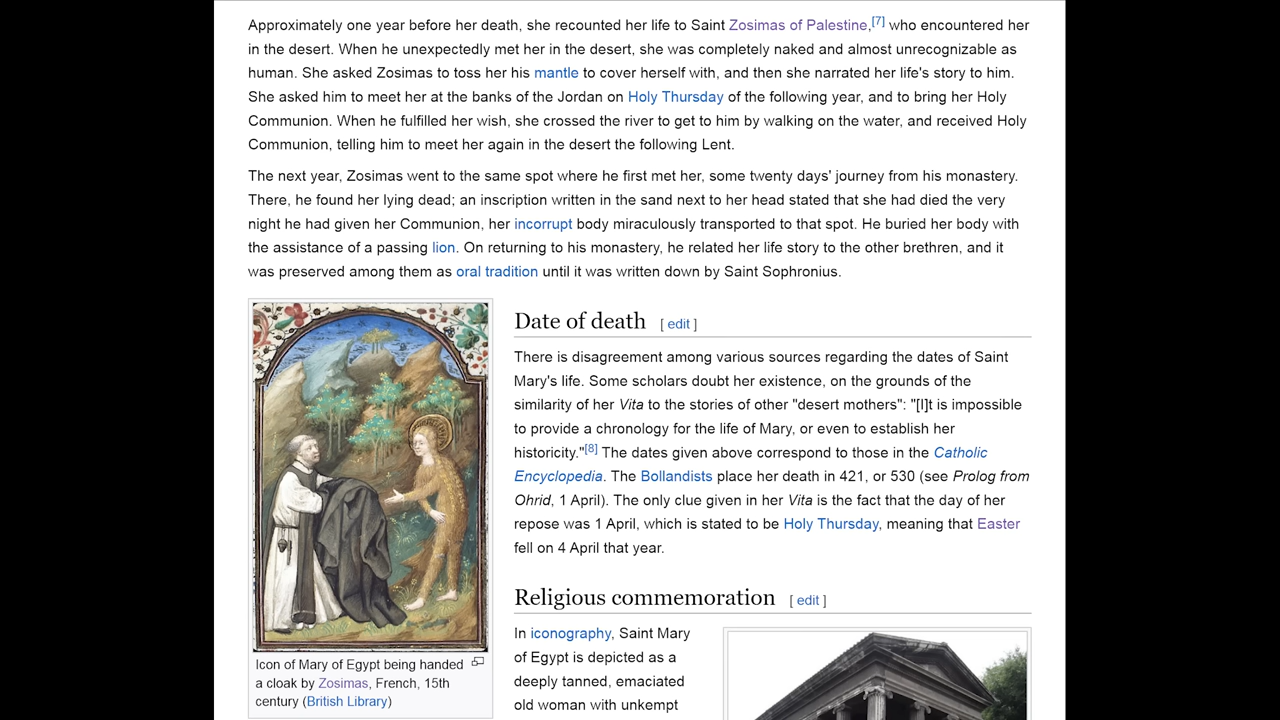 Approximately one year before her death, she recounted her life to Saint Zosimas of Palestine,[7] who encountered her
in the desert. When he unexpectedly met her in the desert, she was completely naked and almost unrecognizable as
human. She asked Zosimas to toss her his mantle to cover herself with, and then she narrated her life's story to him.
She asked him to meet her at the banks of the Jordan on Holy Thursday of the following year, and to bring her Holy
Communion. When he fulfilled her wish, she crossed the river to get to him by walking on the water, and received Holy
Communion, telling him to meet her again in the desert the following Lent.
The next year, Zosimas went to the same spot where he first met her, some twenty days' journey from his monastery.
There, he found her lying dead; an inscription written in the sand next to her head stated that she had died the very
night he had given her Communion, her incorrupt body miraculously transported to that spot. He buried her body with
the assistance of a passing lion. On returning to his monastery, he related her life story to the other brethren, and it
was preserved among them as oral tradition until it was written down by Saint Sophronius.
Icon of Mary of Egypt being handed
a cloak by Zosimas, French, 15th
century (British Library)
Date of death [ edit ]
There is disagreement among various sources regarding the dates of Saint
Mary's life. Some scholars doubt her existence, on the grounds of the
similarity of her Vita to the stories of other "desert mothers": "[I]t is impossible
to provide a chronology for the life of Mary, or even to establish her
historicity."[8] The dates given above correspond to those in the Catholic
Encyclopedia. The Bollandists place her death in 421, or 530 (see Prolog from
Ohrid, 1 April). The only clue given in her Vita is the fact that the day of her
repose was 1 April, which is stated to be Holy Thursday, meaning that Easter
fell on 4 April that year.
Religious commemoration [ edit ]
In iconography, Saint Mary
of Egypt is depicted as a
deeply tanned, emaciated
old woman with unkempt